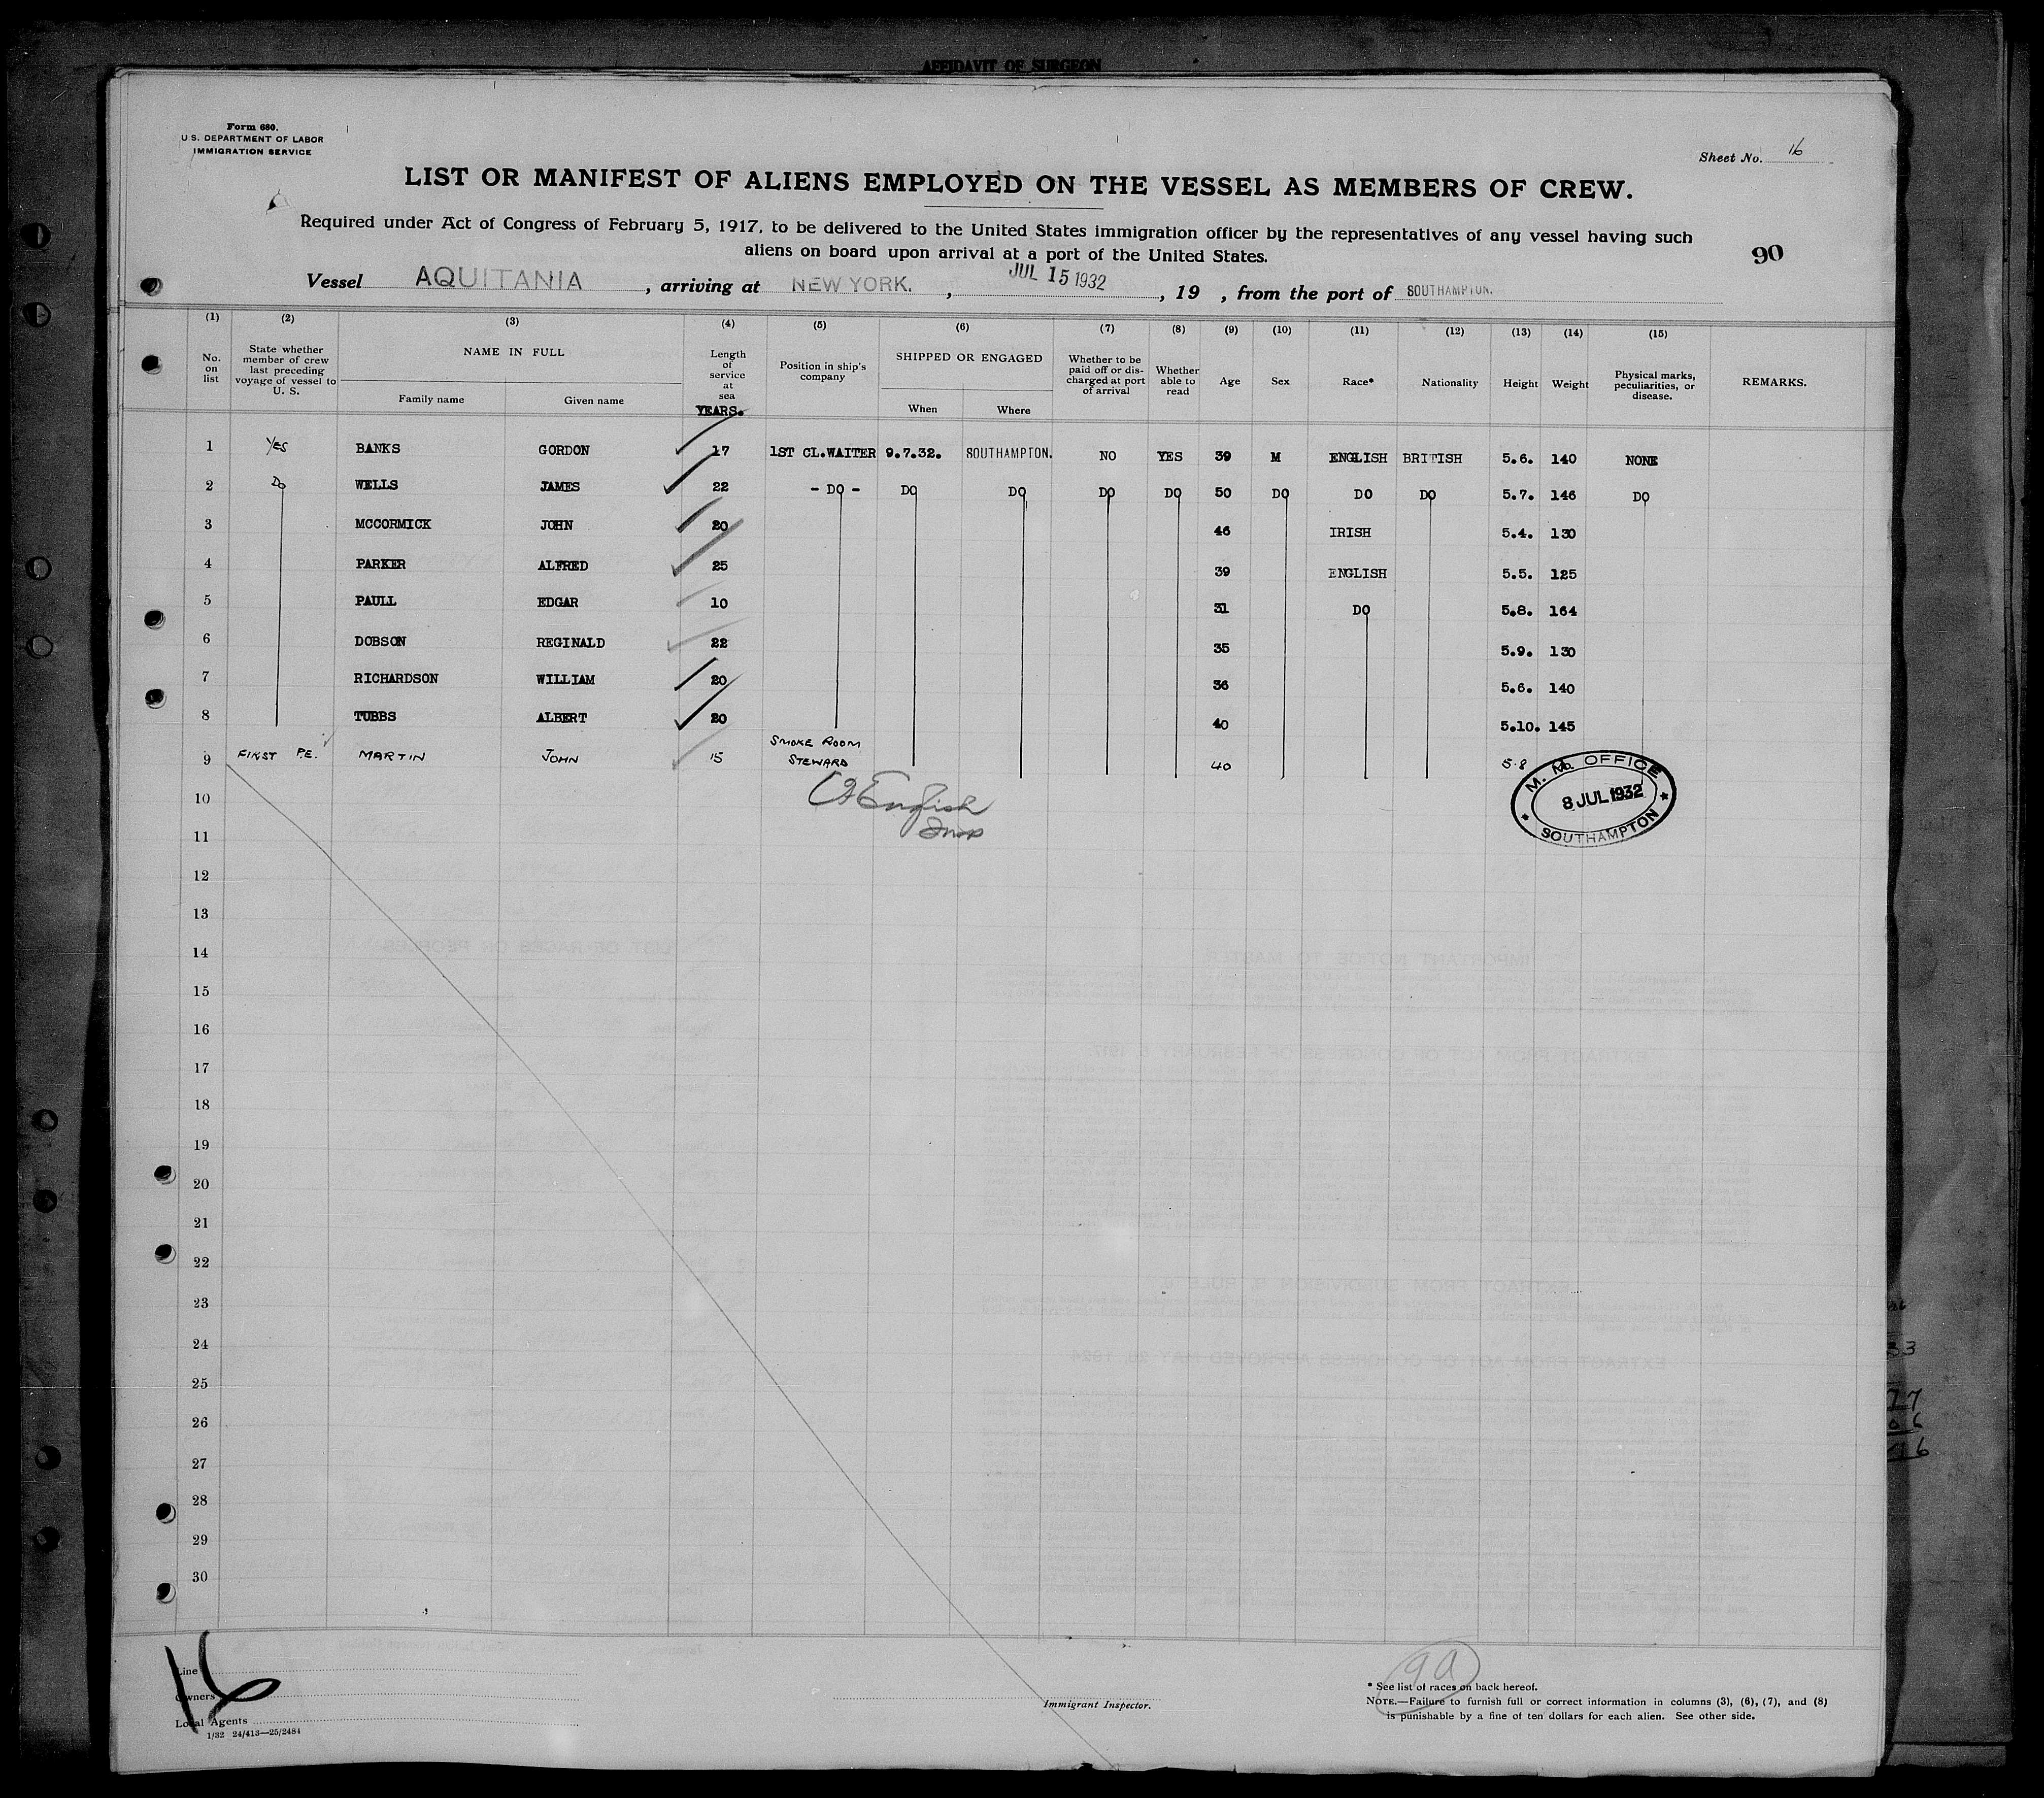 AFFIDAVIT OF SURGEON
Form 680.
U. S. DEPARTMENT OF LABOR
IMMIGRATION SERVICE
Sheet No. 16
LIST OR MANIFEST OF ALIENS EMPLOYED ON THE VESSEL AS MEMBERS OF CREW.
Required under Act of Congress of February 5, 1917, to be delivered to the United States immigration officer by the representatives of any vessel having such
aliens on board upon arrival at a port of the United States.
90
Vessel AQUITANIA, arriving at NEW YORK., JUL 15 1932, 19 , from the port of SOUTHAMPTON.
(1) (2) (3) (4) (5) (6) (7) (8) (9) (10) (11) (12) (13) (14) (15)
No. on list
State whether member of crew last preceding voyage of vessel to U. S.
NAME IN FULL
Family name
Given name
Length of service at sea
YEARS.
Position in ship's company
SHIPPED OR ENGAGED
When
Where
Whether to be paid off or discharged at port of arrival
Whether able to read
Age
Sex
Race*
Nationality
Height
Weight
Physical marks, peculiarities, or disease.
REMARKS.
1 YES BANKS GORDON 17 1ST CL.WAITER 9.7.32. SOUTHAMPTON. NO YES 39 M ENGLISH BRITISH 5.6. 140 NONE
2 Do WELLS JAMES 22 - DO - DO DO DO DO 50 DO DO DO 5.7. 146 DO
3 MCCORMICK JOHN 20 46 IRISH 5.4. 130
4 PARKER ALFRED 25 39 ENGLISH 5.5. 125
5 PAULL EDGAR 10 31 DO 5.8. 164
6 DOBSON REGINALD 22 35 5.9. 130
7 RICHARDSON WILLIAM 20 36 5.6. 140
8 TUBBS ALBERT 20 40 5.10. 145
9 FIRST P.E. MARTIN JOHN 15 SMOKE ROOM STEWARD 40 5.8
M. M. OFFICE
8 JUL 1932
SOUTHAMPTON
English
10
11
12
13
14
15
16
17
18
19
20
21
22
23
24
25
26
27
28
29
30
16
Line
Owners
Local Agents
1/32 24/413—25/2484
Immigrant Inspector.
9a
* See list of races on back hereof.
NOTE.—Failure to furnish full or correct information in columns (3), (6), (7), and (8)
is punishable by a fine of ten dollars for each alien. See other side.